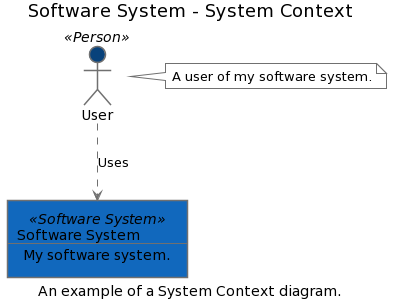 Software System - System Context
«Person»
A user of my software system.
User
Uses
«Software System»
Software System
My software system.
An example of a System Context diagram.